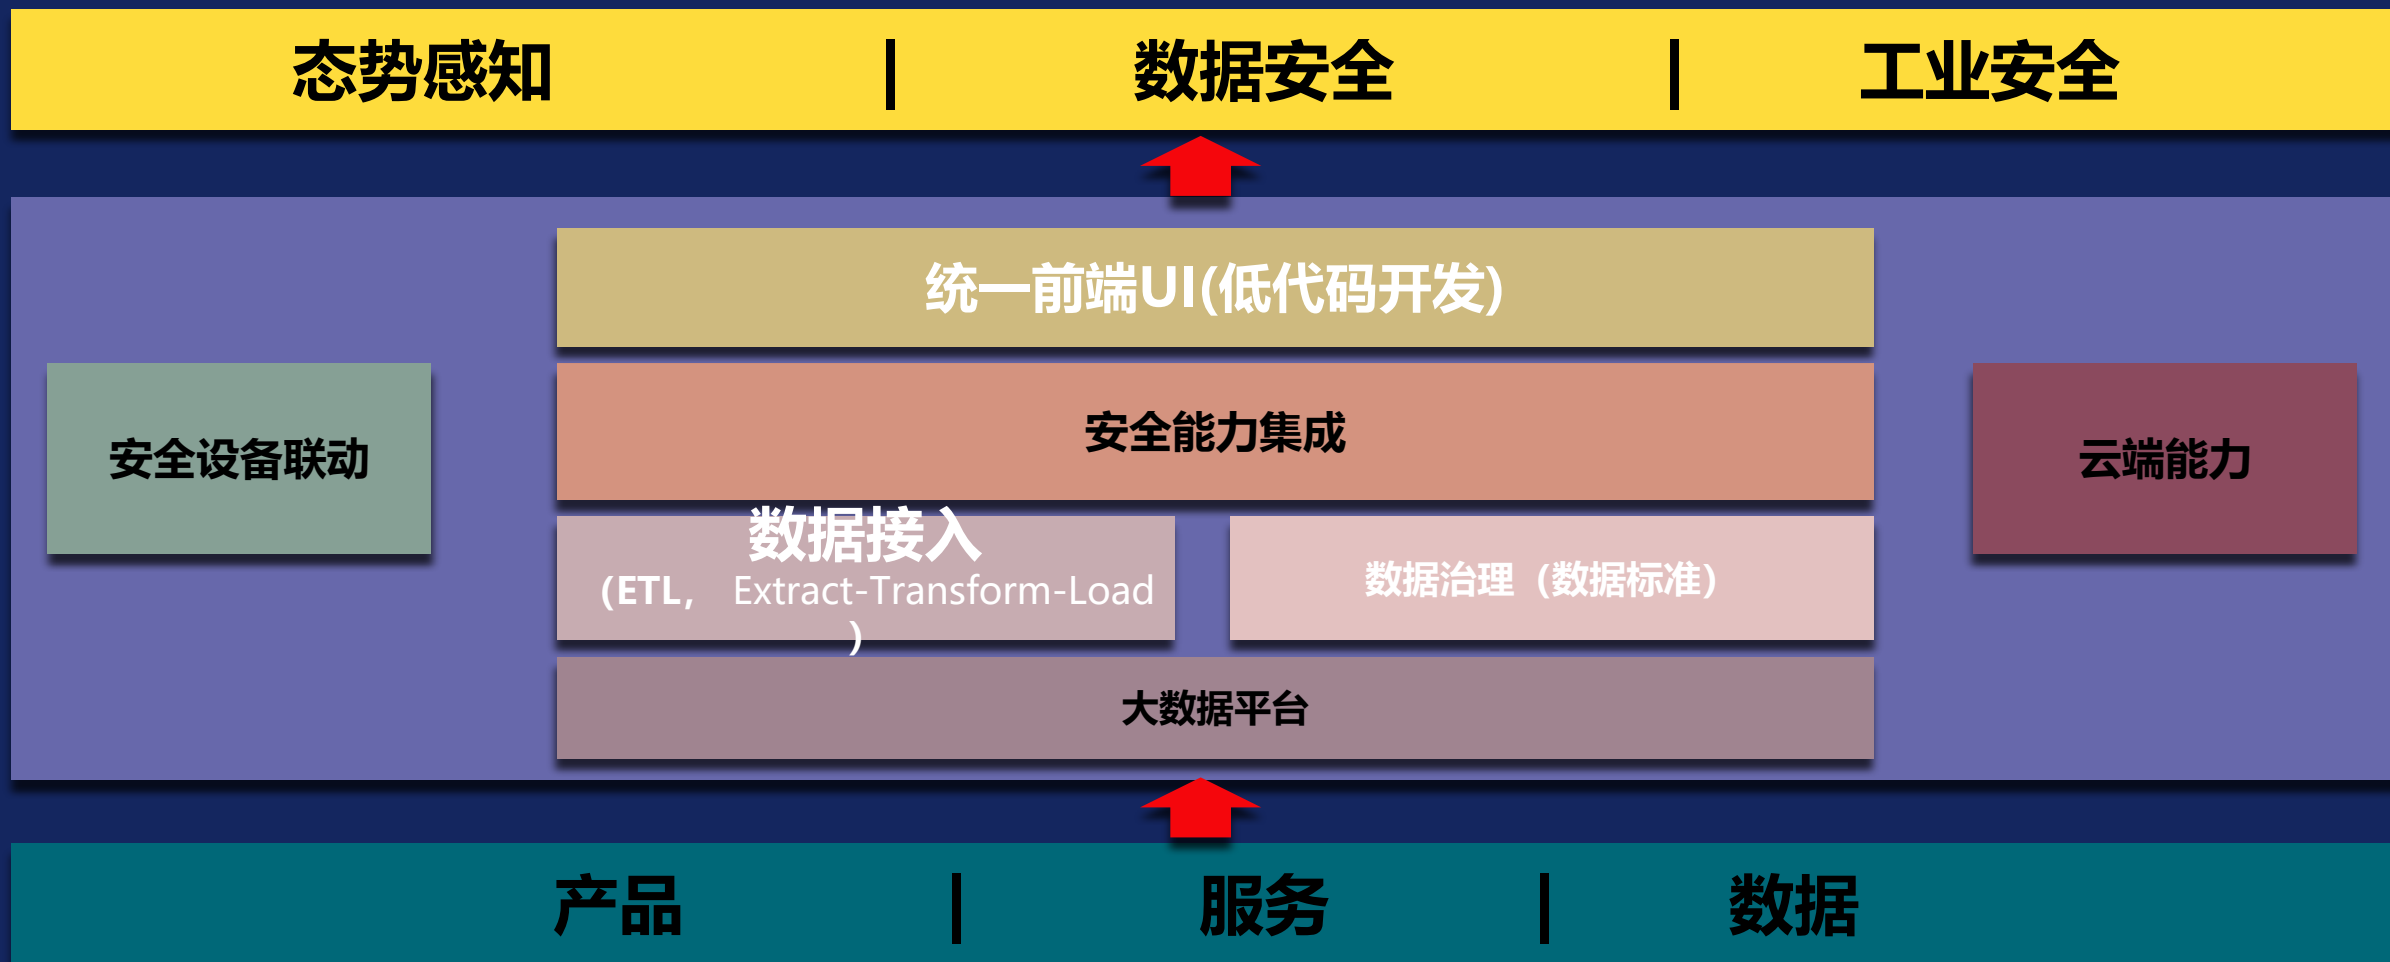 态势感知 | 数据安全 | 工业安全
统一前端UI(低代码开发)
安全设备联动
安全能力集成
云端能力
数据接入
（ETL， Extract-Transform-Load
）
数据治理（数据标准）
大数据平台
产品 | 服务 | 数据